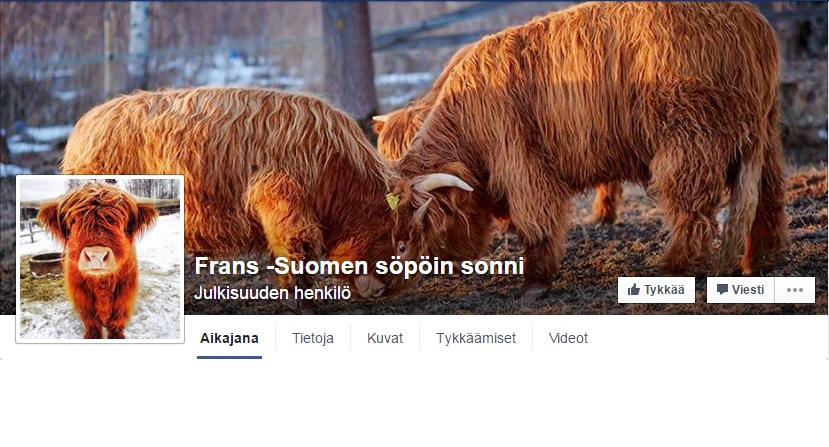 Frans -Suomen söpöin sonni
Julkisuuden henkilö
Tykkää
Viesti
Aikajana
Tietoja
Kuvat
Tykkäämiset
Videot